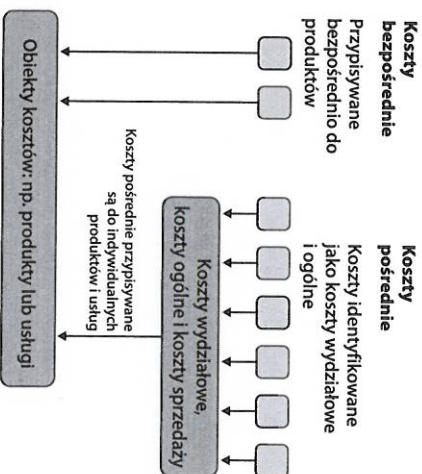 Koszty
bezpośrednie
Przypisywane
bezpośrednio do
produktów
Koszty
pośrednie
Koszty identyfikowane
jako koszty wydziałowe
i ogólne
Koszty wydziałowe,
koszty ogólne i koszty sprzedaży
Koszty pośrednie przypisywane
są do indywidualnych
produktów i usług
Obiekty kosztów: np. produkty lub usługi